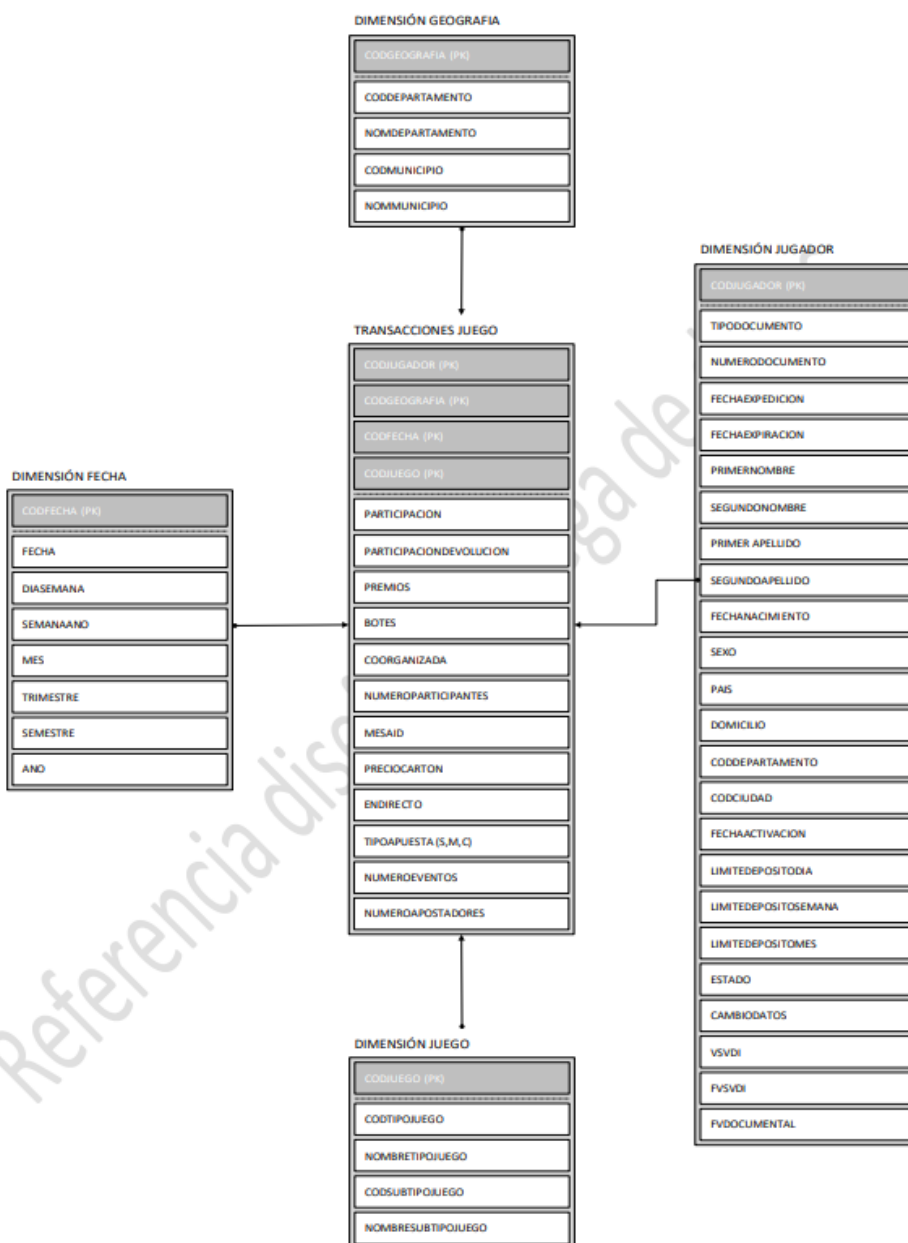 DIMENSIÓN GEOGRAFIA
CODGEOGRAFIA (PK)
CODDEPARTAMENTO
NOMDEPARTAMENTO
CODMUNICIPIO
NOMMUNICIPIO
DIMENSIÓN JUGADOR
CODJUGADOR (PK)
TIPODOCUMENTO
NUMERODOCUMENTO
FECHAEXPEDICION
FECHAEXPIRACION
PRIMERNOMBRE
SEGUNDONOMBRE
PRIMER APELLIDO
SEGUNDOAPELLIDO
FECHANACIMIENTO
SEXO
PAIS
DOMICILIO
CODDEPARTAMENTO
CODCIUDAD
FECHAACTIVACION
LIMITEDEPOSITODIA
LIMITEDEPOSITOSEMANA
LIMITEDEPOSITOMES
ESTADO
CAMBIODATOS
VSVDI
FVSVDI
FVDOCUMENTAL
TRANSACCIONES JUEGO
CODJUGADOR (PK)
CODGEOGRAFIA (PK)
CODFECHA (PK)
CODJUEGO (PK)
PARTICIPACION
PARTICIPACIONDEVOLUCION
PREMIOS
BOTES
COORGANIZADA
NUMEROPARTICIPANTES
MESAID
PRECIOCARTON
ENDIRECTO
TIPOAPUESTA (S,M,C)
NUMEROEVENTOS
NUMEROAPOSTADORES
DIMENSIÓN FECHA
CODFECHA (PK)
FECHA
DIASEMANA
SEMANAANO
MES
TRIMESTRE
SEMESTRE
ANO
DIMENSIÓN JUEGO
CODJUEGO (PK)
CODTIPOJUEGO
NOMBRETIPOJUEGO
CODSUBTIPOJUEGO
NOMBRESUBTIPOJUEGO
Referencia